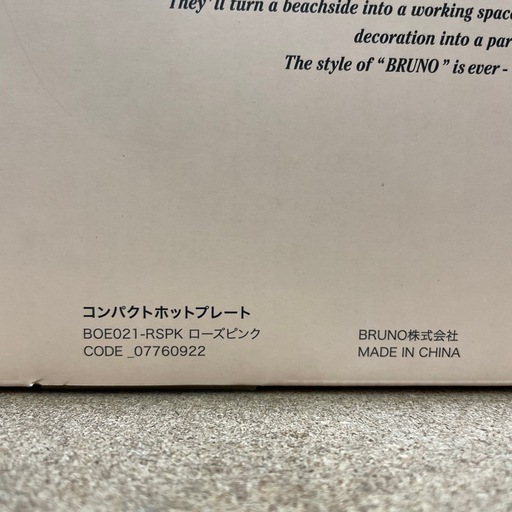 They'll turn a beachside into a working
decoration into a
The style of “BRUNO” is ever-
コンパクトホットプレート
BOE021-RSPK ローズピンク
CODE _07760922
BRUNO株式会社
MADE IN CHINA